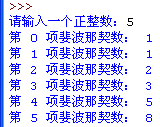 >>>
请输入一个正整数: 5
第 0 项斐波那契数: 1
第 1 项斐波那契数: 1
第 2 项斐波那契数: 2
第 3 项斐波那契数: 3
第 4 项斐波那契数: 5
第 5 项斐波那契数: 8